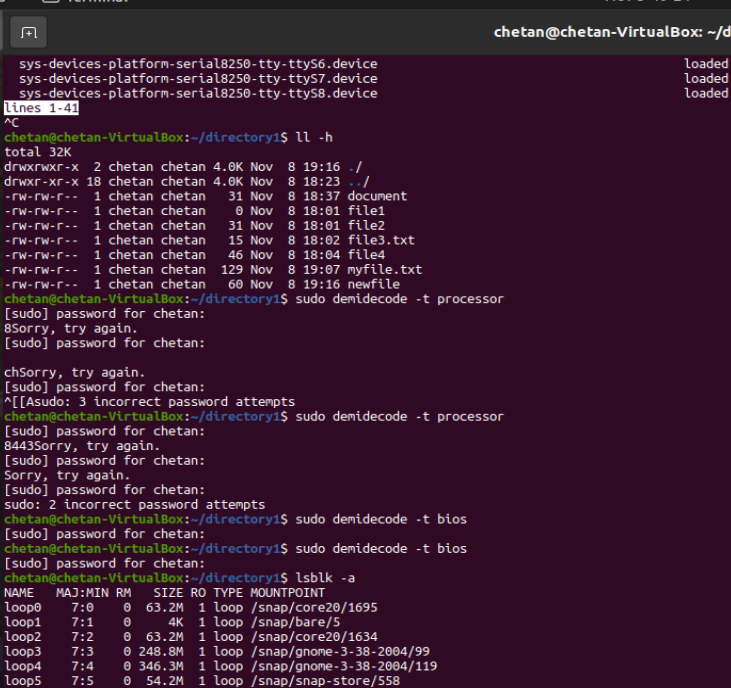 chetan@chetan-VirtualBox: ~/d
sys-devices-platform-serial8250-tty-ttyS6.device loaded
sys-devices-platform-serial8250-tty-ttyS7.device loaded
sys-devices-platform-serial8250-tty-ttyS8.device loaded
lines 1-41
^C
chetan@chetan-VirtualBox:~/directory1$ ll -h
total 32K
drwxrwxr-x 2 chetan chetan 4.0K Nov 8 19:16 ./
drwxr-xr-x 18 chetan chetan 4.0K Nov 8 18:23 ../
-rw-rw-r-- 1 chetan chetan 31 Nov 8 18:37 document
-rw-rw-r-- 1 chetan chetan 0 Nov 8 18:01 file1
-rw-rw-r-- 1 chetan chetan 31 Nov 8 18:01 file2
-rw-rw-r-- 1 chetan chetan 15 Nov 8 18:02 file3.txt
-rw-rw-r-- 1 chetan chetan 46 Nov 8 18:04 file4
-rw-rw-r-- 1 chetan chetan 129 Nov 8 19:07 myfile.txt
-rw-rw-r-- 1 chetan chetan 60 Nov 8 19:16 newfile
chetan@chetan-VirtualBox:~/directory1$ sudo demidecode -t processor
[sudo] password for chetan:
8Sorry, try again.
[sudo] password for chetan:
chSorry, try again.
[sudo] password for chetan:
^[[Asudo: 3 incorrect password attempts
chetan@chetan-VirtualBox:~/directory1$ sudo demidecode -t processor
[sudo] password for chetan:
8443Sorry, try again.
[sudo] password for chetan:
Sorry, try again.
[sudo] password for chetan:
sudo: 2 incorrect password attempts
chetan@chetan-VirtualBox:~/directory1$ sudo demidecode -t bios
[sudo] password for chetan:
chetan@chetan-VirtualBox:~/directory1$ sudo demidecode -t bios
[sudo] password for chetan:
chetan@chetan-VirtualBox:~/directory1$ lsblk -a
NAME MAJ:MIN RM SIZE RO TYPE MOUNTPOINT
loop0 7:0 0 63.2M 1 loop /snap/core20/1695
loop1 7:1 0 4K 1 loop /snap/bare/5
loop2 7:2 0 63.2M 1 loop /snap/core20/1634
loop3 7:3 0 248.8M 1 loop /snap/gnome-3-38-2004/99
loop4 7:4 0 346.3M 1 loop /snap/gnome-3-38-2004/119
loop5 7:5 0 54.2M 1 loop /snap/snap-store/558